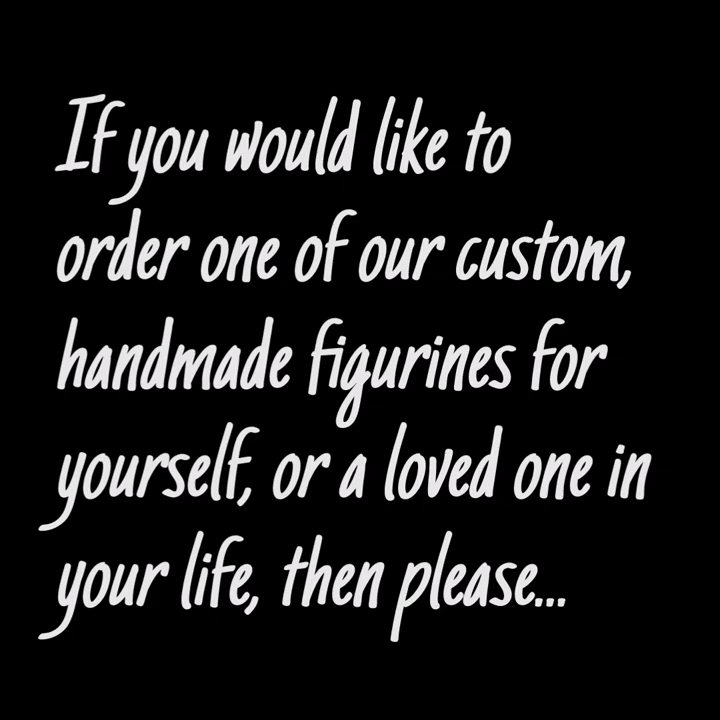 If you would like to
order one of our custom,
handmade figurines for
yourself, or a loved one in
your life, then please...